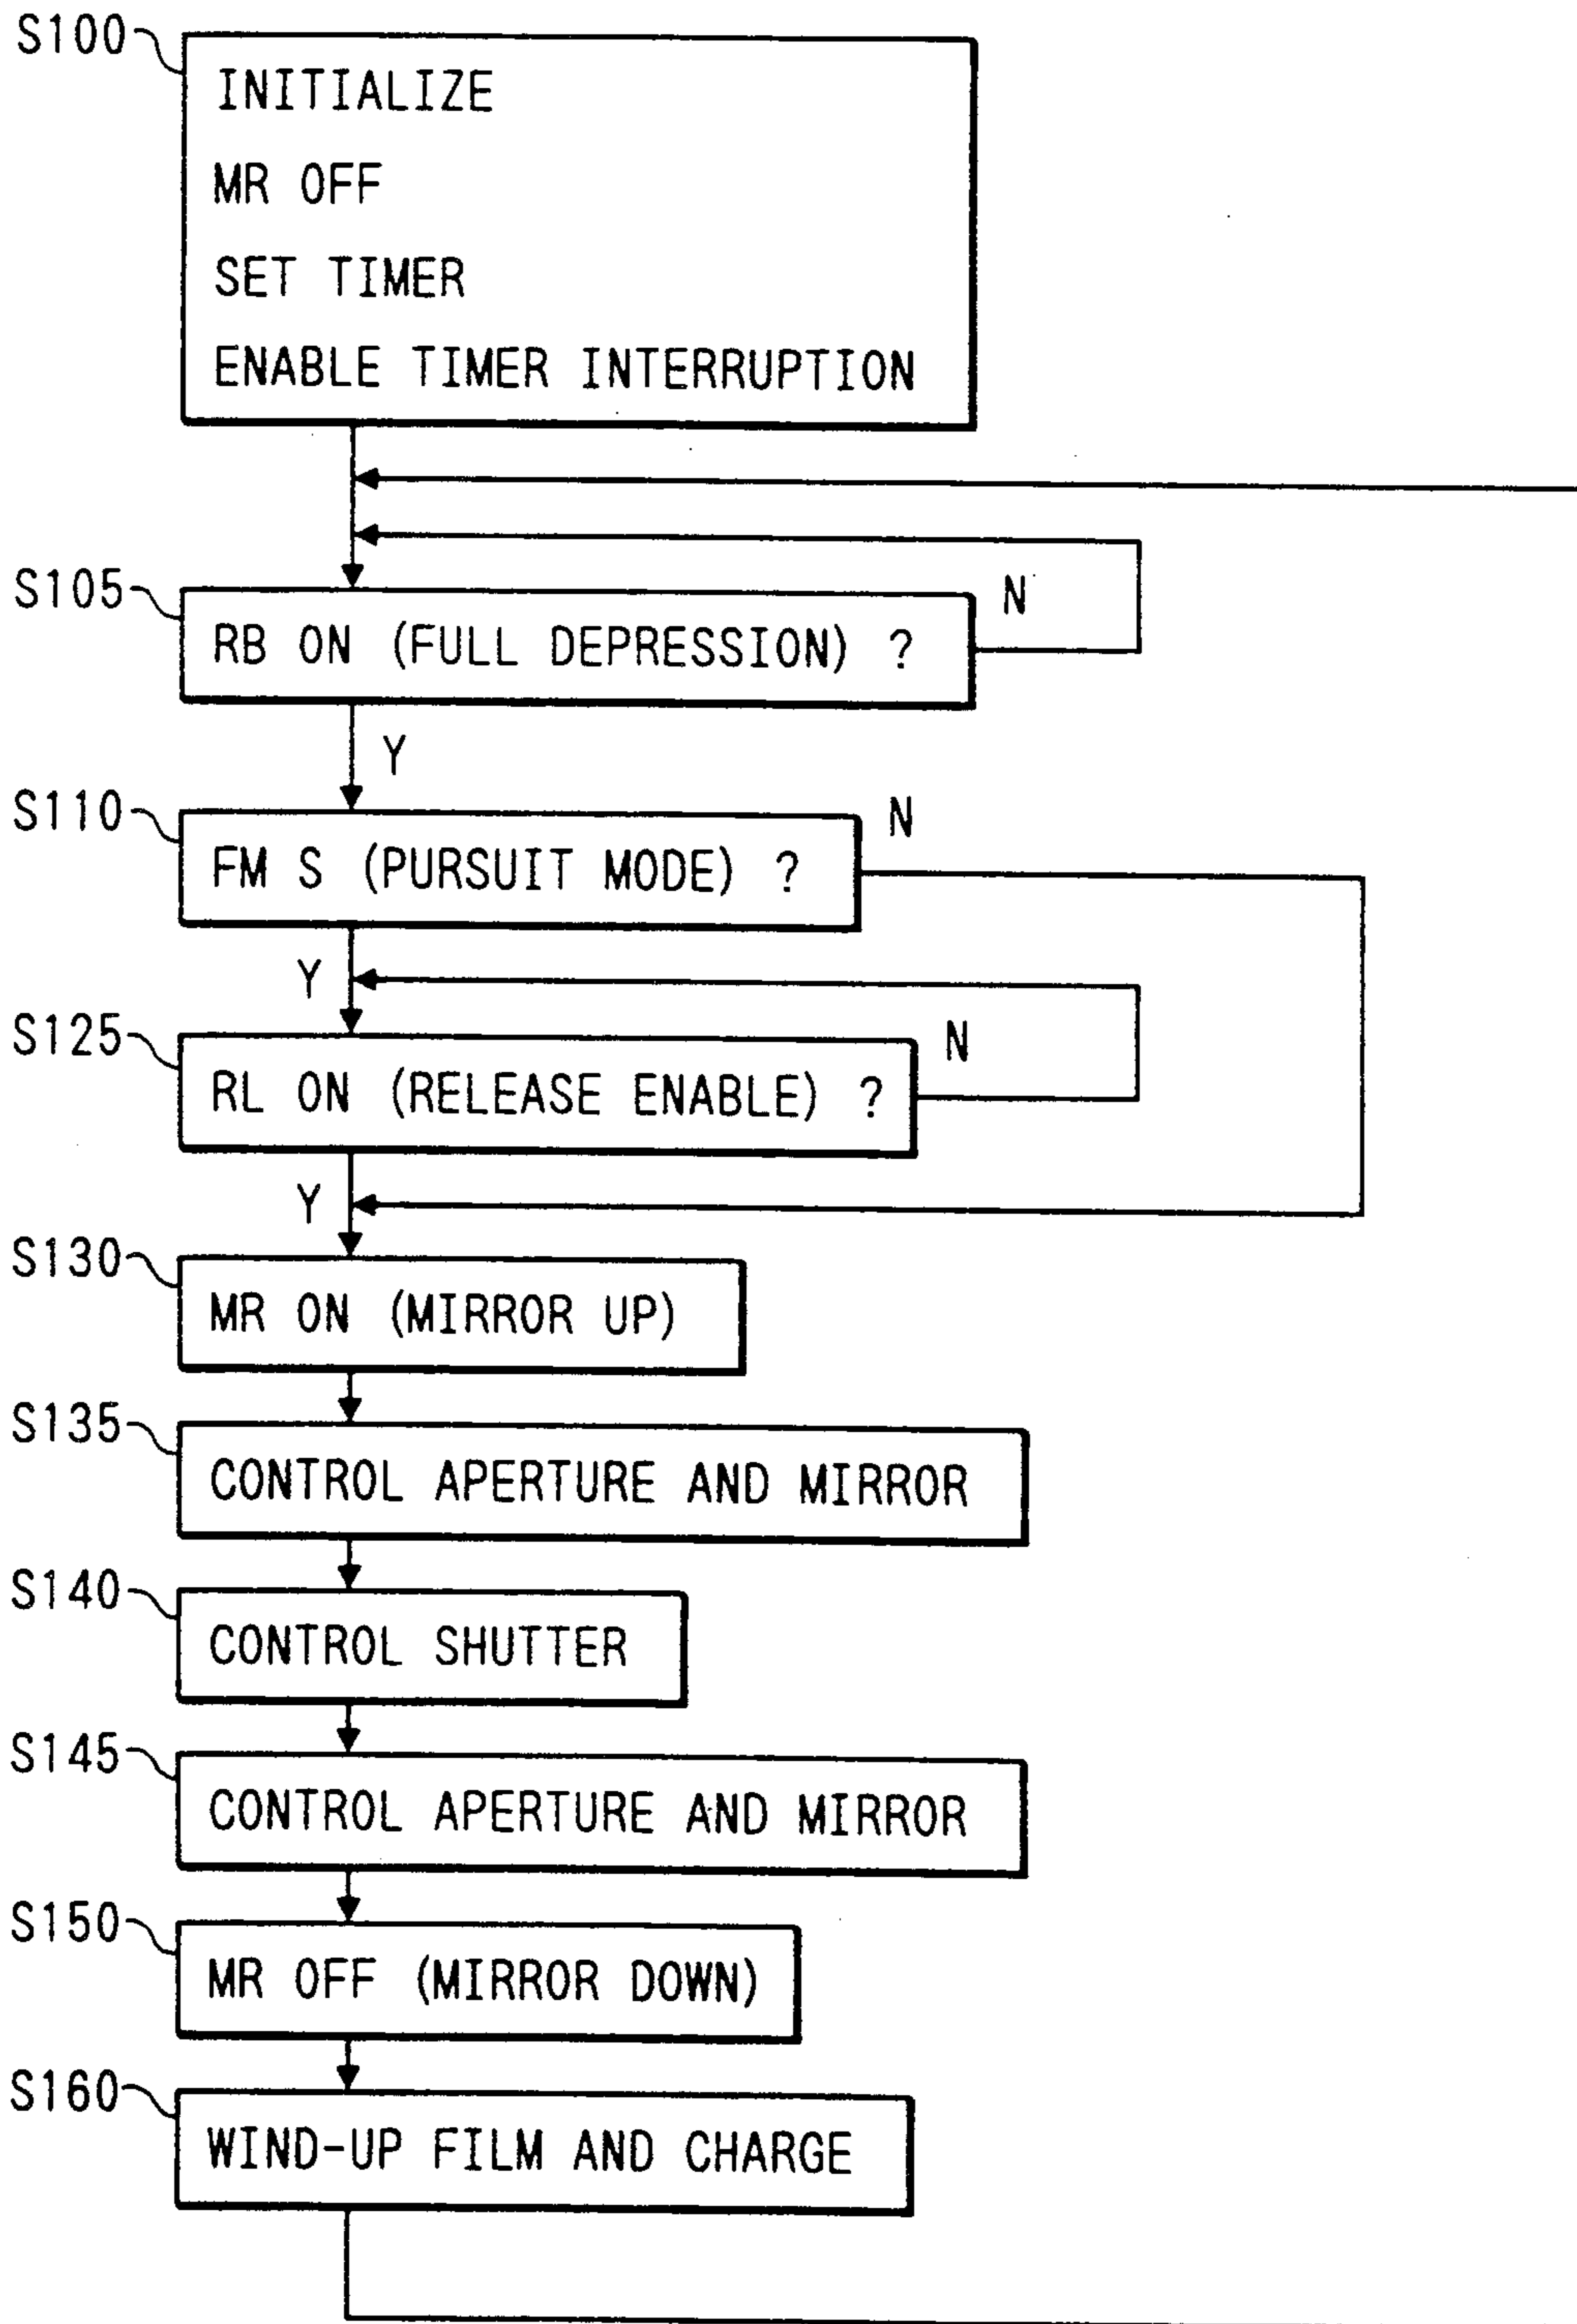 S100
INITIALIZE
MR OFF
SET TIMER
ENABLE TIMER INTERRUPTION
S105
RB ON (FULL DEPRESSION) ?
N
Y
S110
FM S (PURSUIT MODE) ?
N
Y
S125
RL ON (RELEASE ENABLE) ?
N
Y
S130
MR ON (MIRROR UP)
S135
CONTROL APERTURE AND MIRROR
S140
CONTROL SHUTTER
S145
CONTROL APERTURE AND MIRROR
S150
MR OFF (MIRROR DOWN)
S160
WIND-UP FILM AND CHARGE